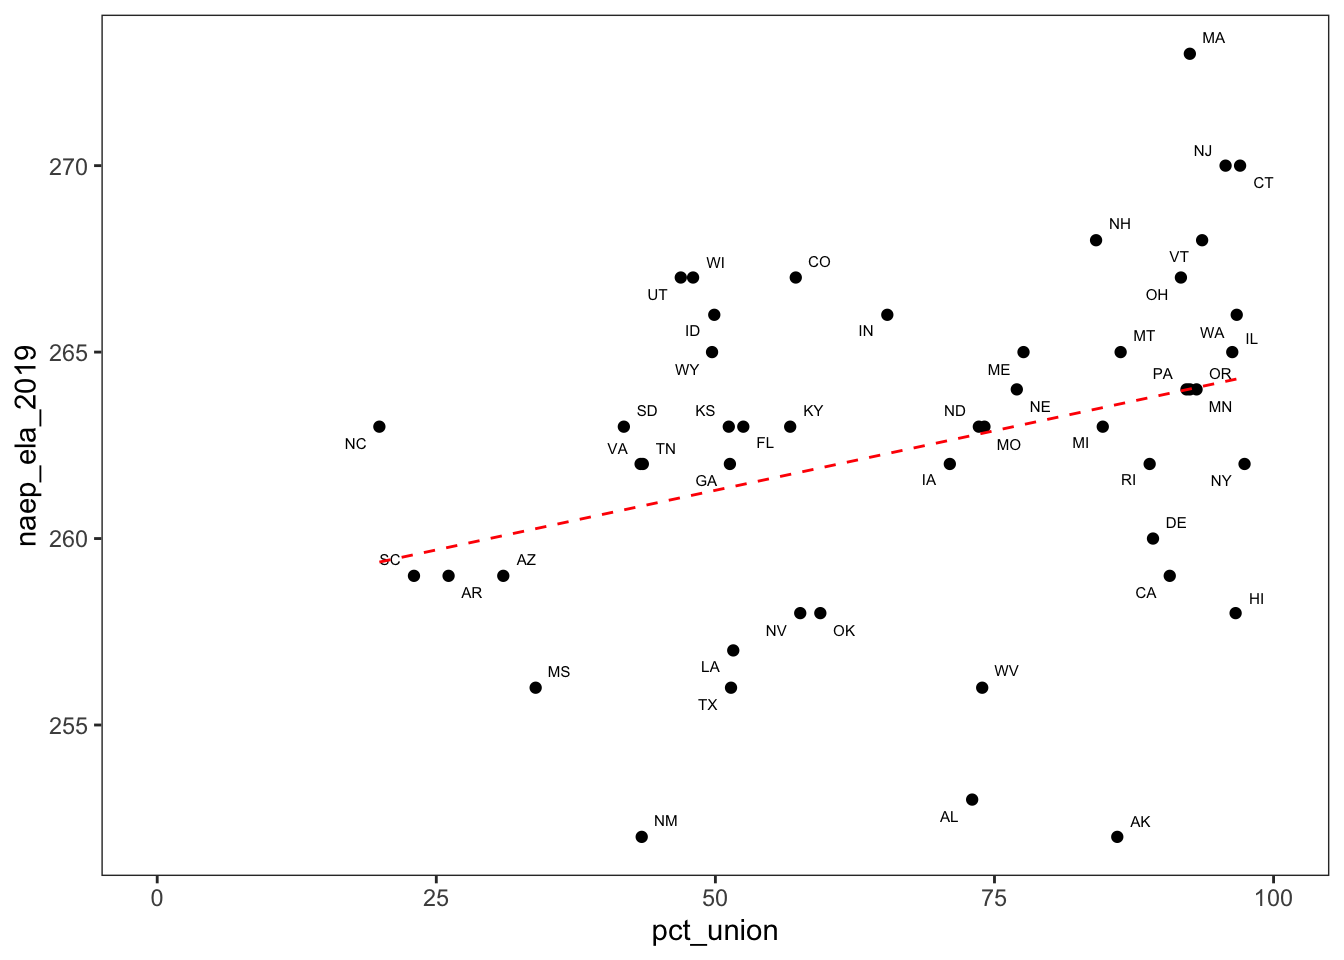 MA
270
NJ
CT
NH
VT
WI
CO
UT
OH
ID
IN
WA
MT
IL
265
WY
ME
PA
OR
SD
KS
KY
ND
NE
MN
NC
VA
TN
FL
MO
MI
GA
IA
RI
NY
DE
260
SC
AZ
AR
CA
HI
NV
OK
LA
MS
WV
TX
255
NM
AL
AK
0
25
50
75
100
pct_union
naep_ela_2019